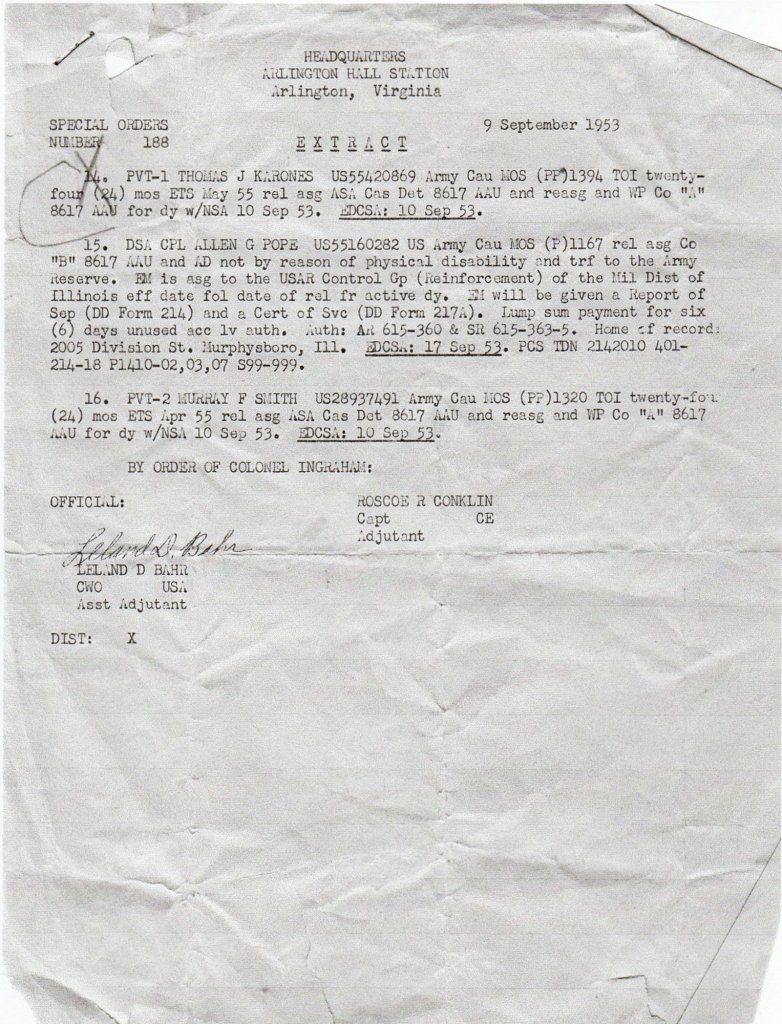 HEADQUARTERS
ARLINGTON HALL STATION
Arlington, Virginia
SPECIAL ORDERS
9 September 1953
NUMBER 188
E X T R A C T
14. PVT-1 THOMAS J KARONES US55420869 Army Cau MOS (PP)1394 TOI twenty-
four (24) mos ETS May 55 rel asg ASA Cas Det 8617 AAU and reasg and WP Co "A"
8617 AAU for dy w/NSA 10 Sep 53. EDCSA: 10 Sep 53.
15. DSA CPL ALLEN G POPE US55160282 US Army Cau MOS (P)1167 rel asg Co
"B" 8617 AAU and AD not by reason of physical disability and trf to the Army
Reserve. EM is asg to the USAR Control Gp (Reinforcement) of the Mil Dist of
Illinois eff date fol date of rel fr active dy. EM will be given a Report of
Sep (DD Form 214) and a Cert of Svc (DD Form 217A). Lump sum payment for six
(6) days unused acc lv auth. Auth: AR 615-360 & SR 615-363-5. Home of record:
2005 Division St. Murphysboro, Ill. EDCSA: 17 Sep 53. PCS TDN 2142010 401-
214-18 P1410-02,03,07 S99-999.
16. PVT-2 MURRAY F SMITH US28937491 Army Cau MOS (PP)1320 TOI twenty-four
(24) mos ETS Apr 55 rel asg ASA Cas Det 8617 AAU and reasg and WP Co "A" 8617
AAU for dy w/NSA 10 Sep 53. EDCSA: 10 Sep 53.
BY ORDER OF COLONEL INGRAHAM:
OFFICIAL:
ROSCOE R CONKLIN
Capt CE
Adjutant
Leland D. Bahr
LELAND D BAHR
CWO USA
Asst Adjutant
DIST: X